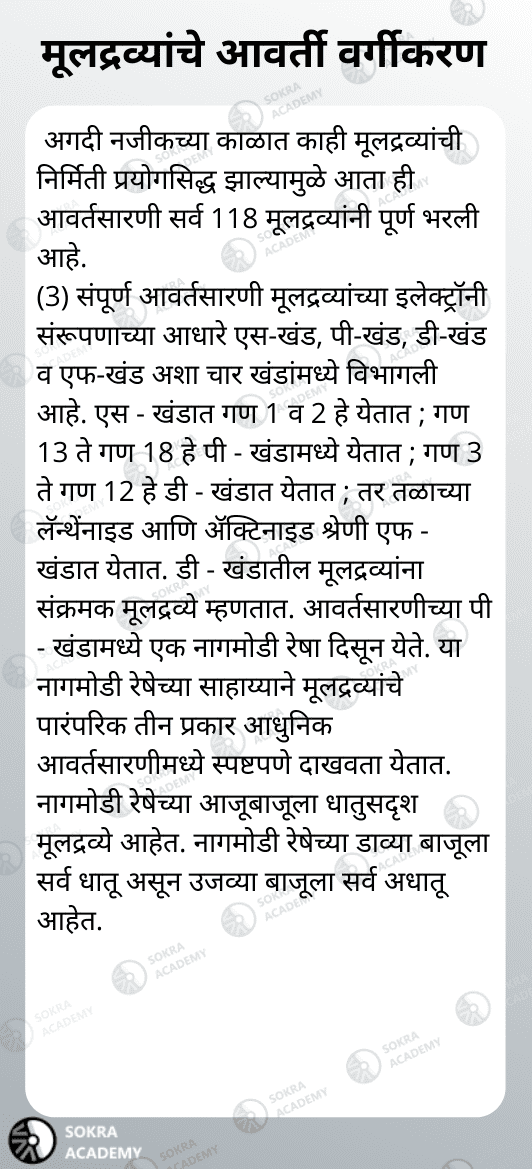 मूलद्रव्यांचे आवर्ती वर्गीकरण
अगदी नजीकच्या काळात काही मूलद्रव्यांची
निर्मिती प्रयोगसिद्ध झाल्यामुळे आता ही
आवर्तसारणी सर्व 118 मूलद्रव्यांनी पूर्ण भरली
आहे.
(3) संपूर्ण आवर्तसारणी मूलद्रव्यांच्या इलेक्ट्रॉनी
संरूपणाच्या आधारे एस-खंड, पी-खंड, डी-खंड
व एफ-खंड अशा चार खंडांमध्ये विभागली
आहे. एस - खंडात गण 1 व 2 हे येतात ; गण
13 ते गण 18 हे पी - खंडामध्ये येतात ; गण 3
ते गण 12 हे डी - खंडात येतात ; तर तळाच्या
लॅन्थेंनाइड आणि ॲक्टिनाइड श्रेणी एफ -
खंडात येतात. डी - खंडातील मूलद्रव्यांना
संक्रमक मूलद्रव्ये म्हणतात. आवर्तसारणीच्या पी
- खंडामध्ये एक नागमोडी रेषा दिसून येते. या
नागमोडी रेषेच्या साहाय्याने मूलद्रव्यांचे
पारंपरिक तीन प्रकार आधुनिक
आवर्तसारणीमध्ये स्पष्टपणे दाखवता येतात.
नागमोडी रेषेच्या आजूबाजूला धातुसदृश
मूलद्रव्ये आहेत. नागमोडी रेषेच्या डाव्या बाजूला
सर्व धातू असून उजव्या बाजूला सर्व अधातू
आहेत.
SOKRA
ACADEMY